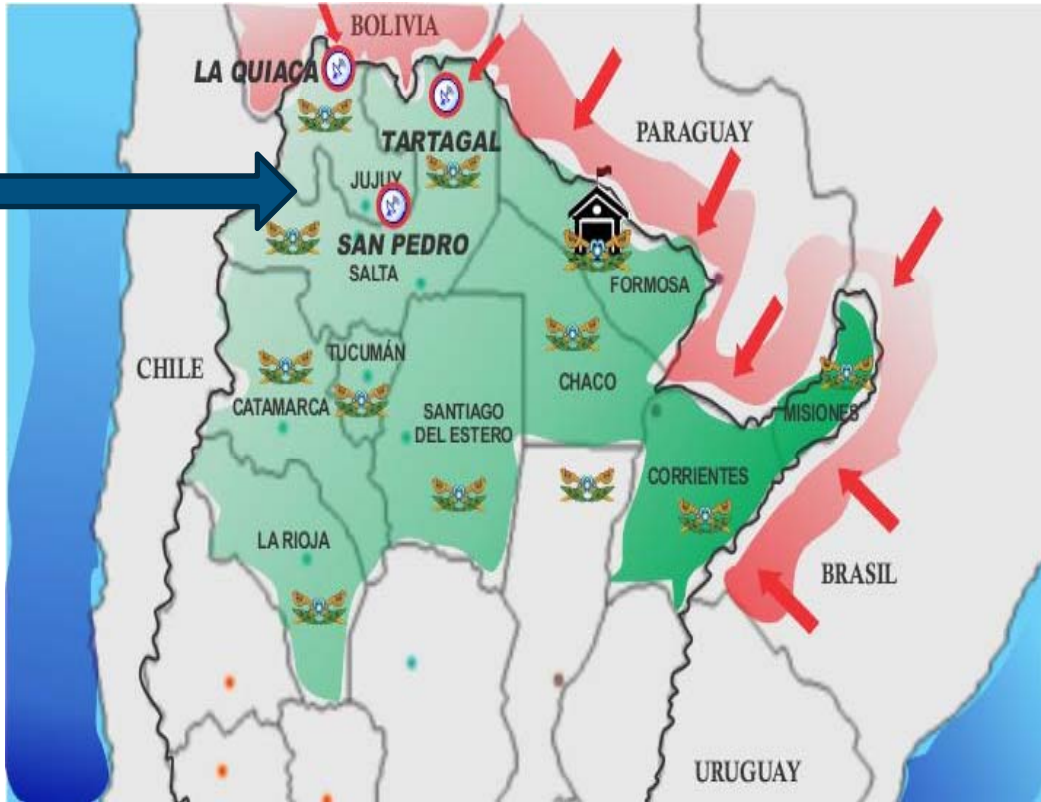 BOLIVIA
LA QUIACA
PARAGUAY
TARTAGAL
JUJUY
SAN PEDRO
SALTA
FORMOSA
CHILE
TUCUMÁN
CHACO
CATAMARCA
SANTIAGO
DEL ESTERO
MISIONES
CORRIENTES
LA RIOJA
BRASIL
URUGUAY